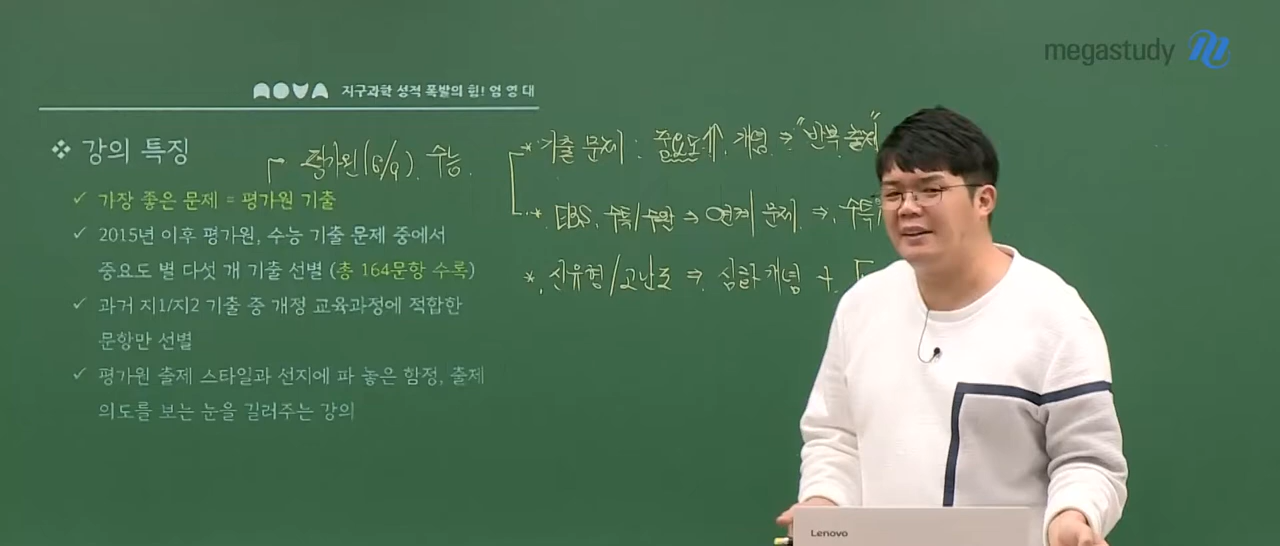 megastudy
지구과학 성적 폭발의 힘! 엄 영 대
❖ 강의 특징
평가원(6/9). 수능.
✓ 가장 좋은 문제 = 평가원 기출
✓ 2015년 이후 평가원, 수능 기출 문제 중에서
중요도 별 다섯 개 기출 선별 (총 164문항 수록)
✓ 과거 지1/지2 기출 중 개정 교육과정에 적합한
문항만 선별
✓ 평가원 출제 스타일과 선지에 파 놓은 함정, 출제
의도를 보는 눈을 길러주는 강의
* 기출 문제 : 중요도⇑. 개념 ⇒ "반복 출제"
* EBS. 수특/수완 ⇒ 연계 문제 ⇒ 수특
* 신유형/고난도 ⇒ 심화 개념 +
Lenovo